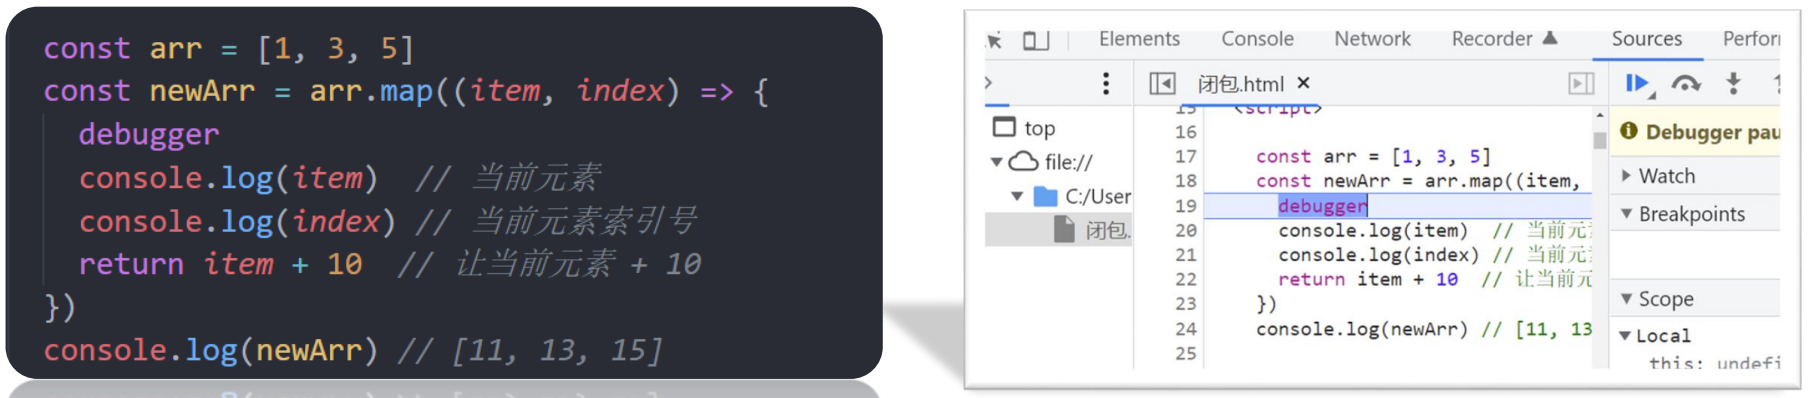 const arr = [1, 3, 5]
const newArr = arr.map((item, index) => {
debugger
console.log(item) // 当前元素
console.log(index) // 当前元素索引号
return item + 10 // 让当前元素 + 10
})
console.log(newArr) // [11, 13, 15]
Elements Console Network Recorder Sources Perfor
闭包.html ×
top
file://
C:/User
闭包.
15 <script>
16
17 const arr = [1, 3, 5]
18 const newArr = arr.map((item,
19 debugger
20 console.log(item) // 当前元
21 console.log(index) // 当前元
22 return item + 10 // 让当前元
23 })
24 console.log(newArr) // [11, 13
25
Debugger pau
Watch
Breakpoints
Scope
Local
this: undefi